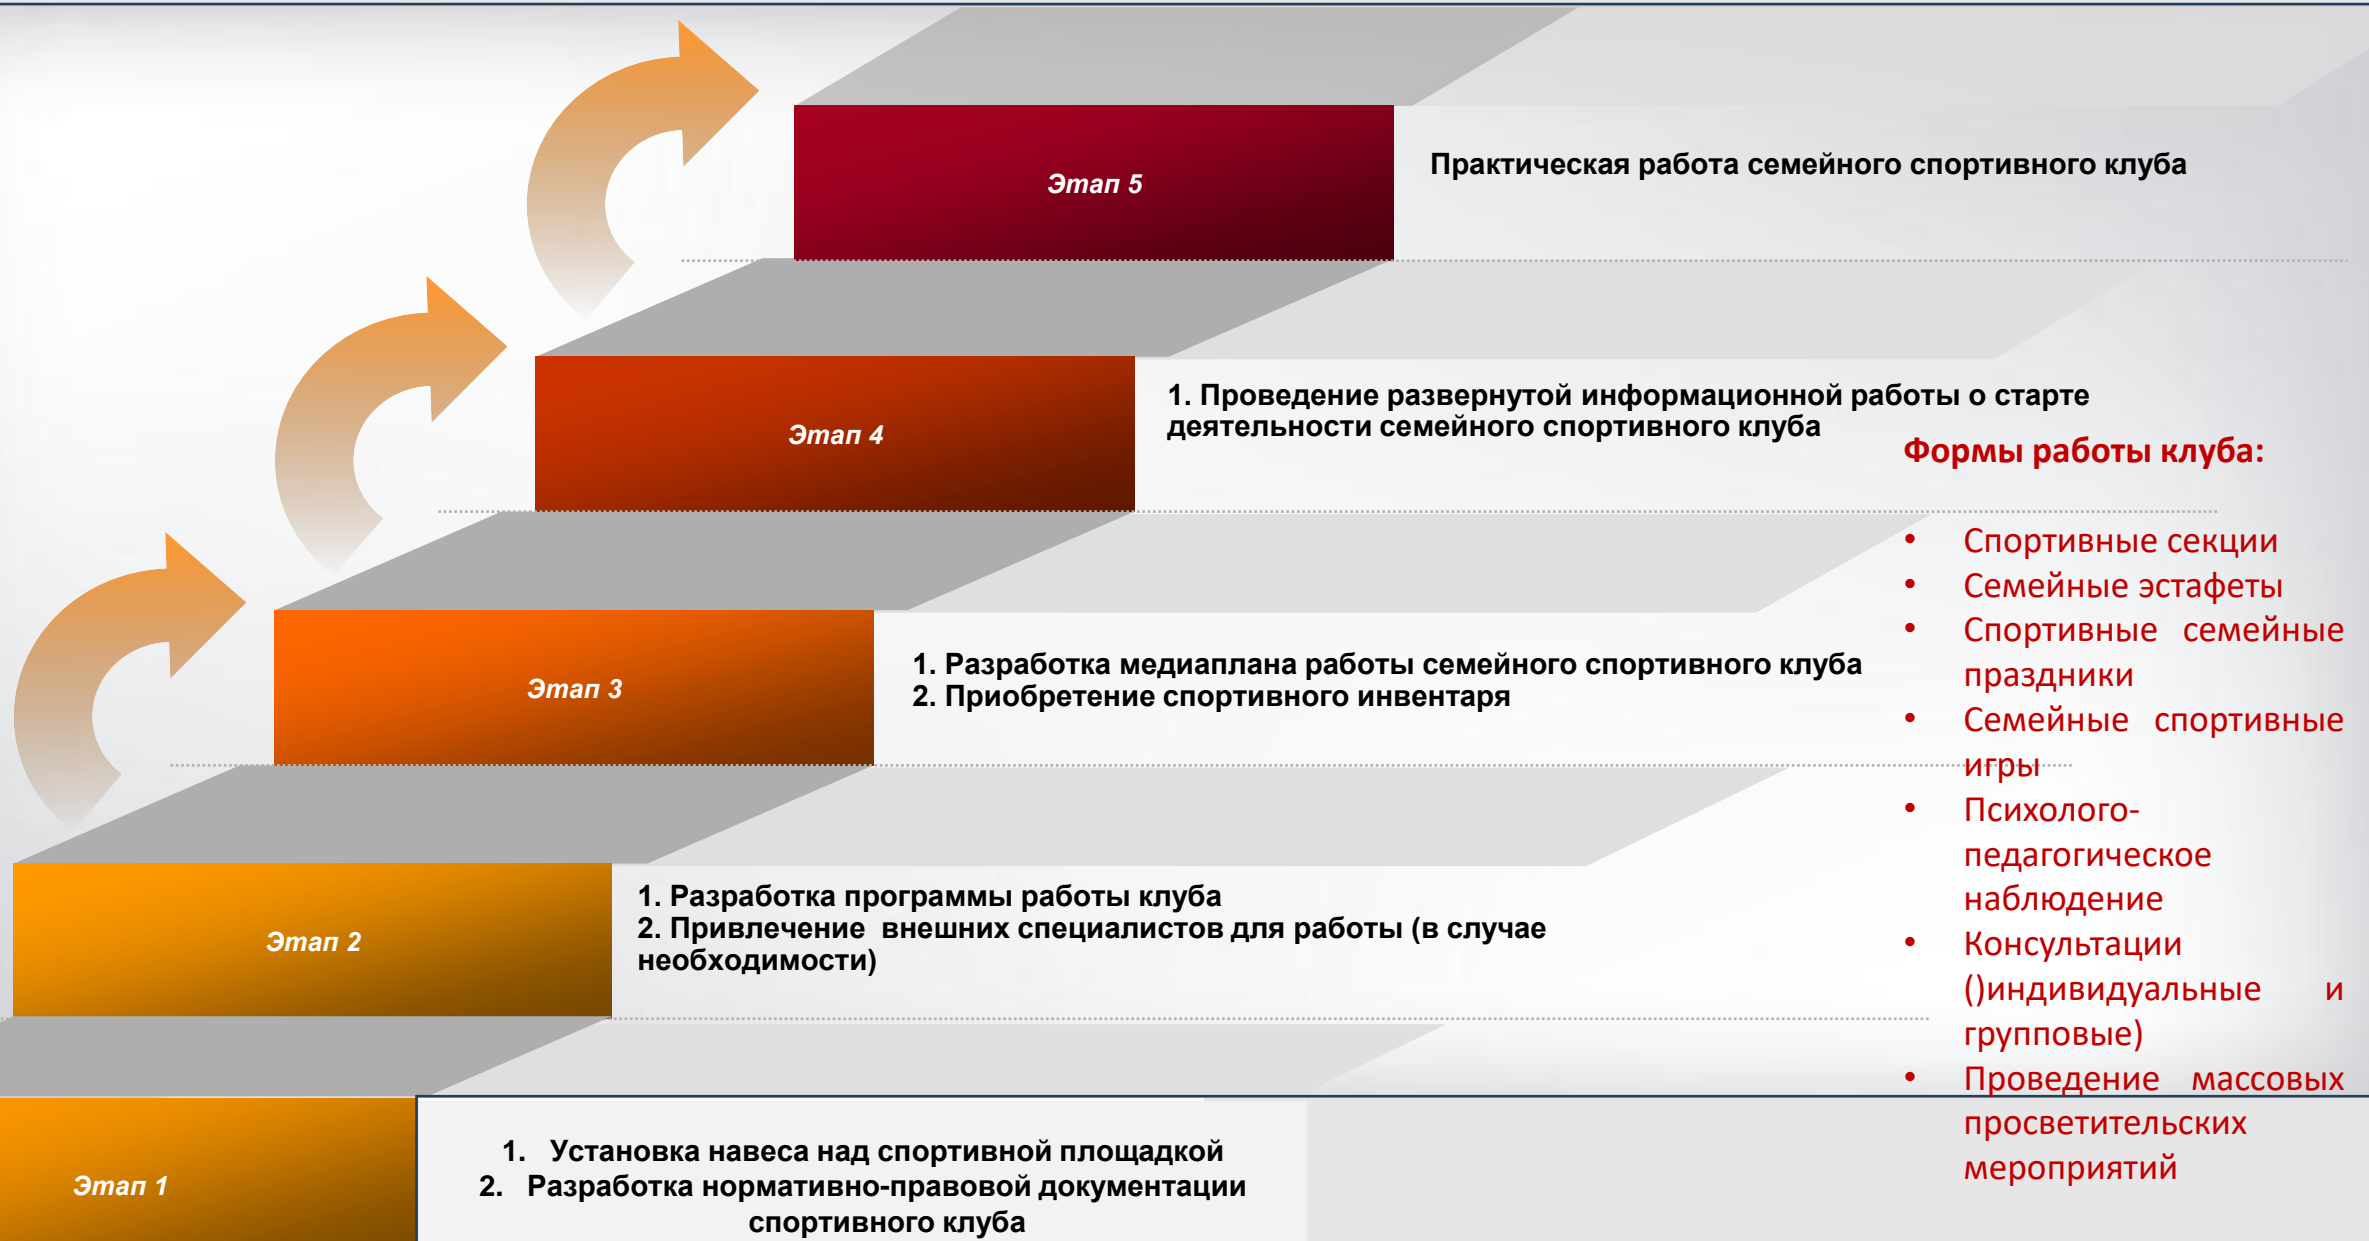 Этап 5
Практическая работа семейного спортивного клуба
Этап 4
1. Проведение развернутой информационной работы о старте
деятельности семейного спортивного клуба
Этап 3
1. Разработка медиаплана работы семейного спортивного клуба
2. Приобретение спортивного инвентаря
Этап 2
1. Разработка программы работы клуба
2. Привлечение внешних специалистов для работы (в случае
необходимости)
Этап 1
1. Установка навеса над спортивной площадкой
2. Разработка нормативно-правовой документации
спортивного клуба
Формы работы клуба:
• Спортивные секции
• Семейные эстафеты
• Спортивные семейные
праздники
• Семейные спортивные
игры
• Психолого-
педагогическое
наблюдение
• Консультации
()индивидуальные и
групповые)
• Проведение массовых
просветительских
мероприятий